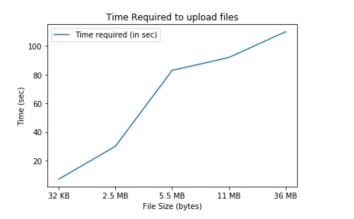 Time Required to upload files
Time required (in sec)
100
80
60
40
20
Time (sec)
32 KB 2.5 MB 5.5 MB 11 MB 36 MB
File Size (bytes)